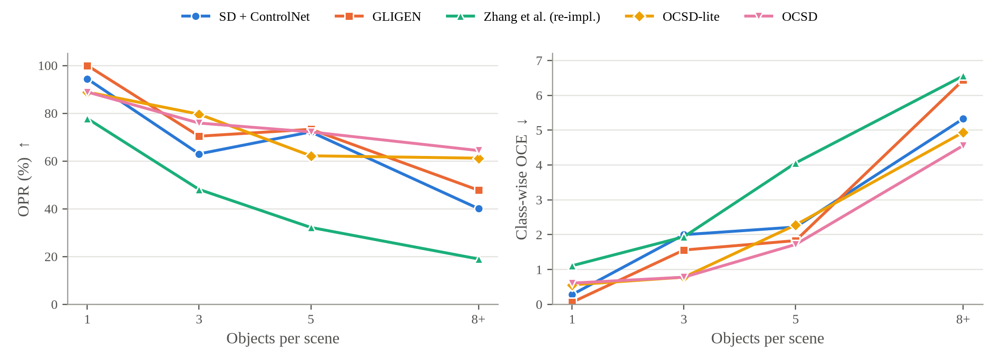 SD + ControlNet GLIGEN Zhang et al. (re-impl.) OCSD-lite OCSD
OPR (%) ↑
100
80
60
40
20
0
1 3 5 8+
Objects per scene
Class-wise OCE ↓
7
6
5
4
3
2
1
0
1 3 5 8+
Objects per scene